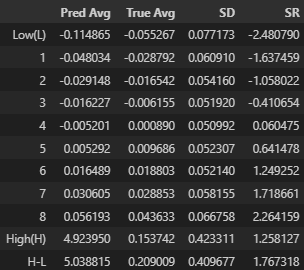 Pred Avg True Avg SD SR
Low(L) -0.114865 -0.055267 0.077173 -2.480790
1 -0.048034 -0.028792 0.060910 -1.637459
2 -0.029148 -0.016542 0.054160 -1.058022
3 -0.016227 -0.006155 0.051920 -0.410654
4 -0.005201 0.000890 0.050992 0.060475
5 0.005292 0.009686 0.052307 0.641478
6 0.016489 0.018803 0.052140 1.249252
7 0.030605 0.028853 0.058155 1.718661
8 0.056193 0.043633 0.066758 2.264159
High(H) 4.923950 0.153742 0.423311 1.258127
H-L 5.038815 0.209009 0.409677 1.767318